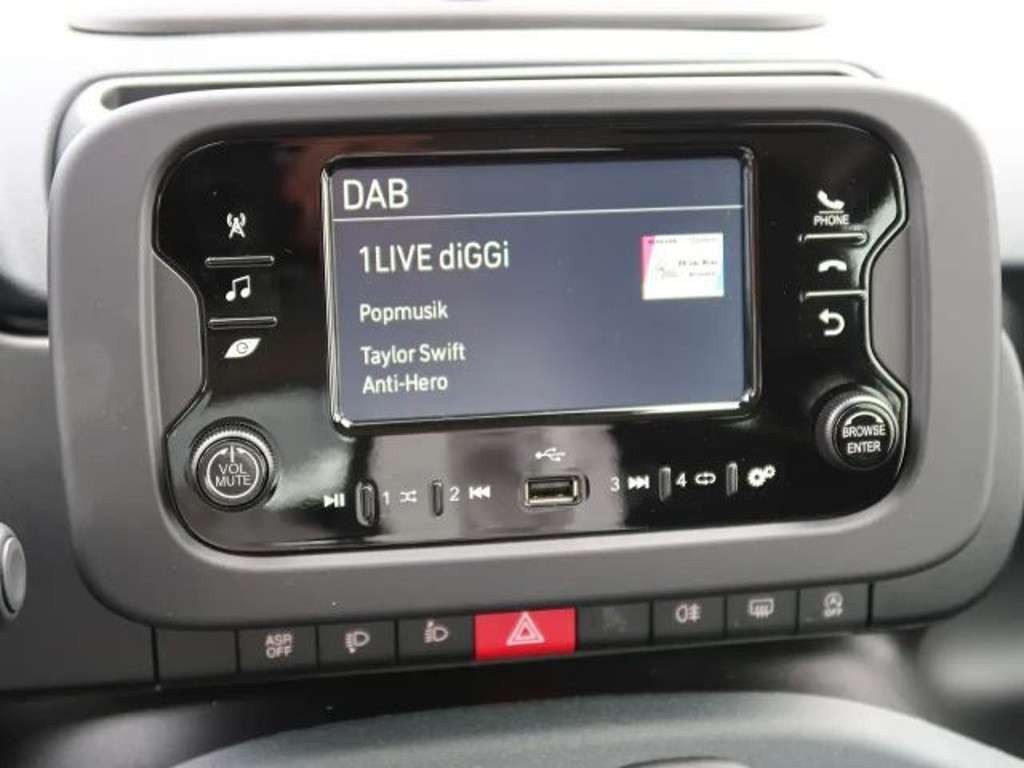 DAB
1LIVE diGGi
Popmusik
Taylor Swift
Anti-Hero
PHONE
VOL
MUTE
BROWSE
ENTER
1
2
3
4
ASR
OFF
OFF